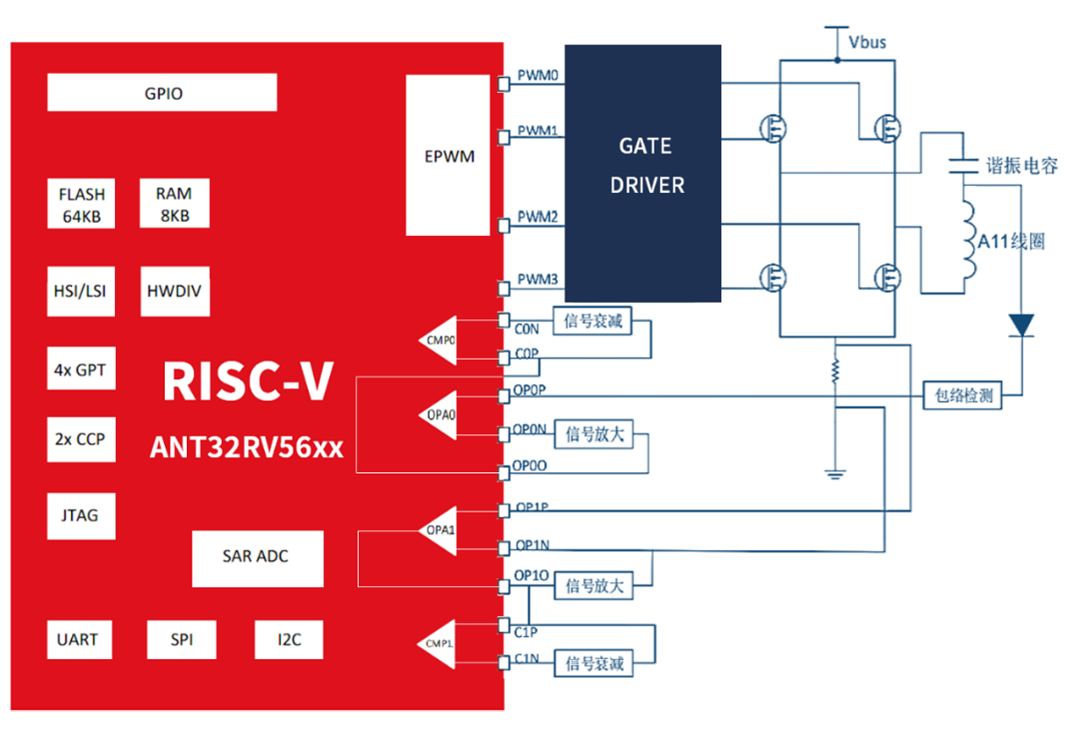 Vbus
GPIO
EPWM
PWM0
PWM1
PWM2
PWM3
GATE
DRIVER
谐振电容
A11线圈
FLASH
64KB
RAM
8KB
HSI/LSI
HWDIV
4x GPT
2x CCP
JTAG
RISC-V
ANT32RV56xx
SAR ADC
UART
SPI
I2C
CMP0
C0N
信号衰减
C0P
OPA0
OP0P
包络检测
OP0N
信号放大
OP0O
OPA1
OP1P
OP1N
OP1O
信号放大
CMP1
C1P
C1N
信号衰减